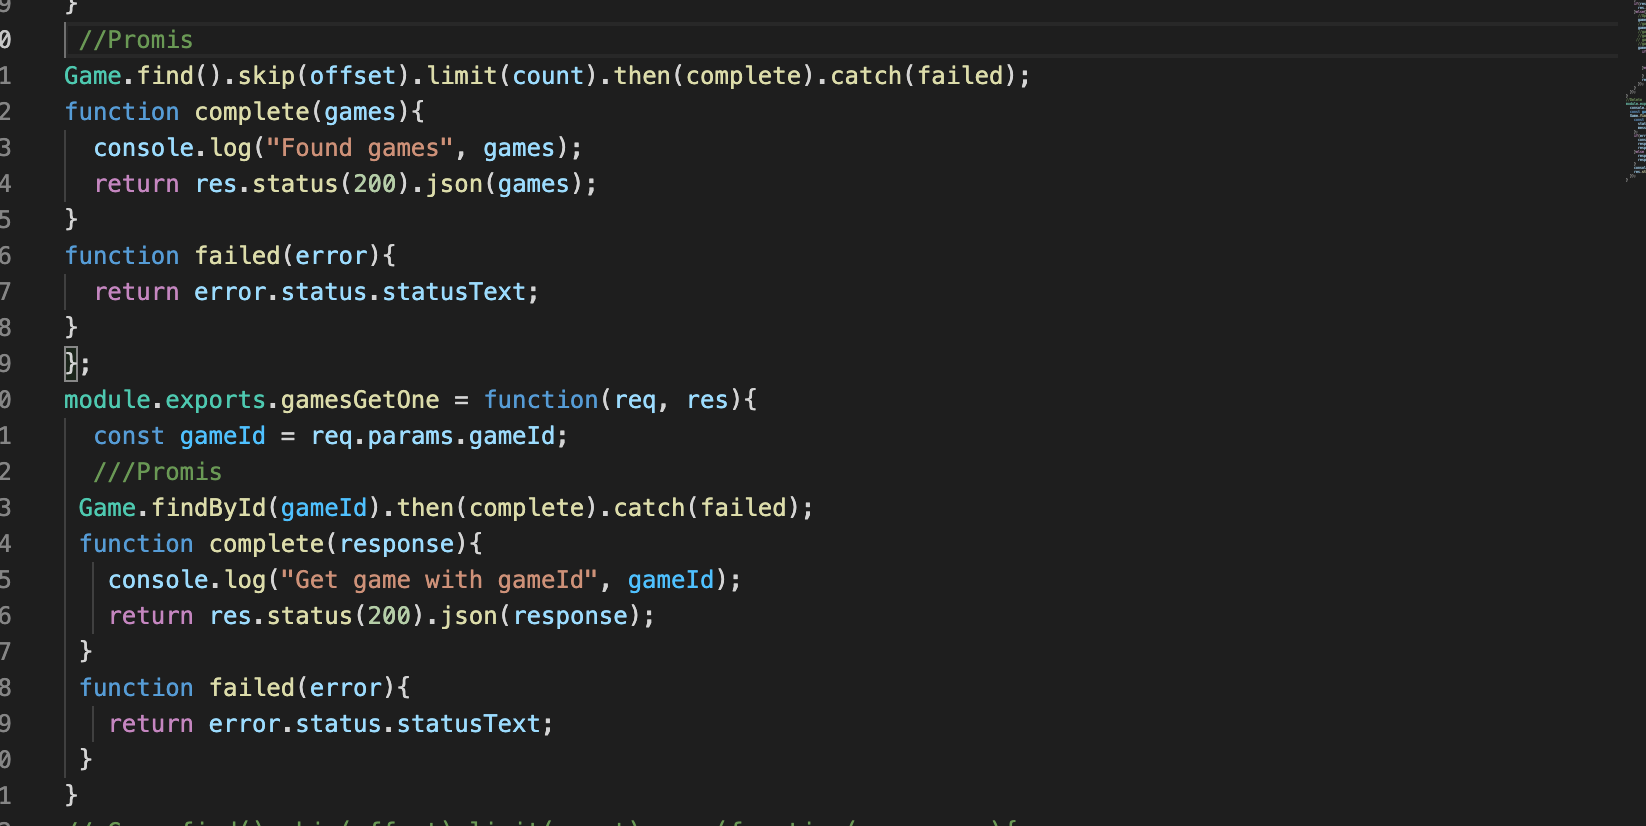 9 }
0 //Promis
1 Game.find().skip(offset).limit(count).then(complete).catch(failed);
2 function complete(games){
3 console.log("Found games", games);
4 return res.status(200).json(games);
5 }
6 function failed(error){
7 return error.status.statusText;
8 }
9 };
0 module.exports.gamesGetOne = function(req, res){
1 const gameId = req.params.gameId;
2 ///Promis
3 Game.findById(gameId).then(complete).catch(failed);
4 function complete(response){
5 console.log("Get game with gameId", gameId);
6 return res.status(200).json(response);
7 }
8 function failed(error){
9 return error.status.statusText;
0 }
1 }